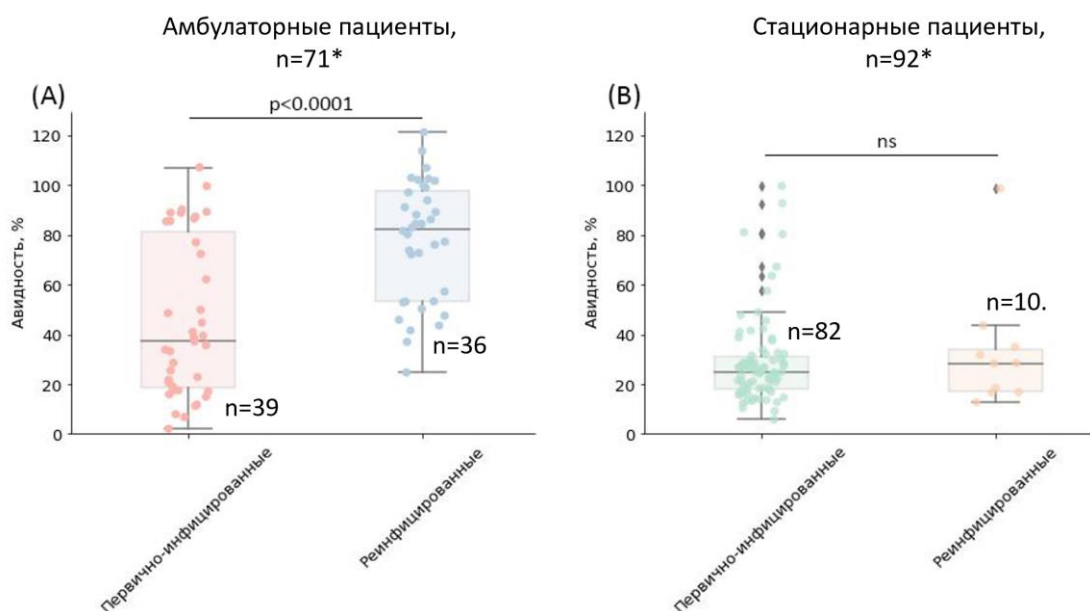 Амбулаторные пациенты,
n=71*
(A)
p<0.0001
Авидность, %
120
100
80
60
40
20
0
n=39
n=36
Первично-инфицированные
Реинфицированные
Стационарные пациенты,
n=92*
(B)
ns
Авидность, %
120
100
80
60
40
20
0
n=82
n=10.
Первично-инфицированные
Реинфицированные